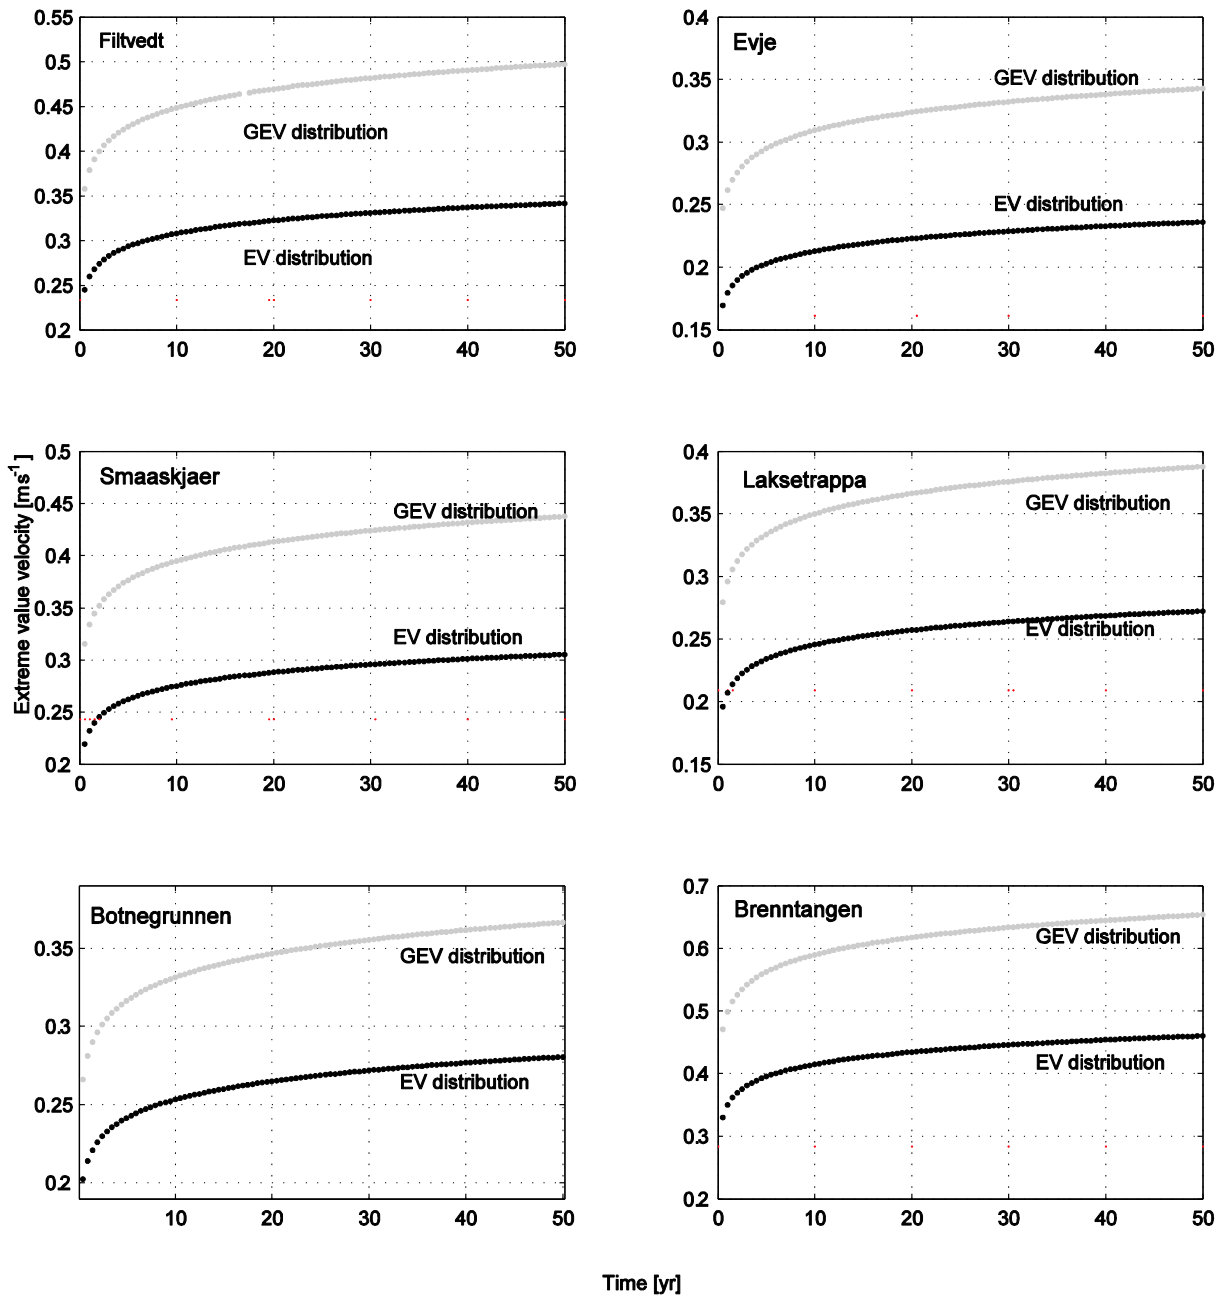 Filtvedt
0.55
0.5
0.45
0.4
0.35
0.3
0.25
0.2
GEV distribution
EV distribution
0 10 20 30 40 50
Evje
0.4
0.35
0.3
0.25
0.2
0.15
GEV distribution
EV distribution
0 10 20 30 40 50
Extreme value velocity [ms-1]
Smaaskjaer
0.5
0.45
0.4
0.35
0.3
0.25
0.2
GEV distribution
EV distribution
0 10 20 30 40 50
Laksetrappa
0.4
0.35
0.3
0.25
0.2
0.15
GEV distribution
EV distribution
0 10 20 30 40 50
Botnegrunnen
0.35
0.3
0.25
0.2
GEV distribution
EV distribution
10 20 30 40 50
Brenntangen
0.7
0.6
0.5
0.4
0.3
0.2
GEV distribution
EV distribution
0 10 20 30 40 50
Time [yr]